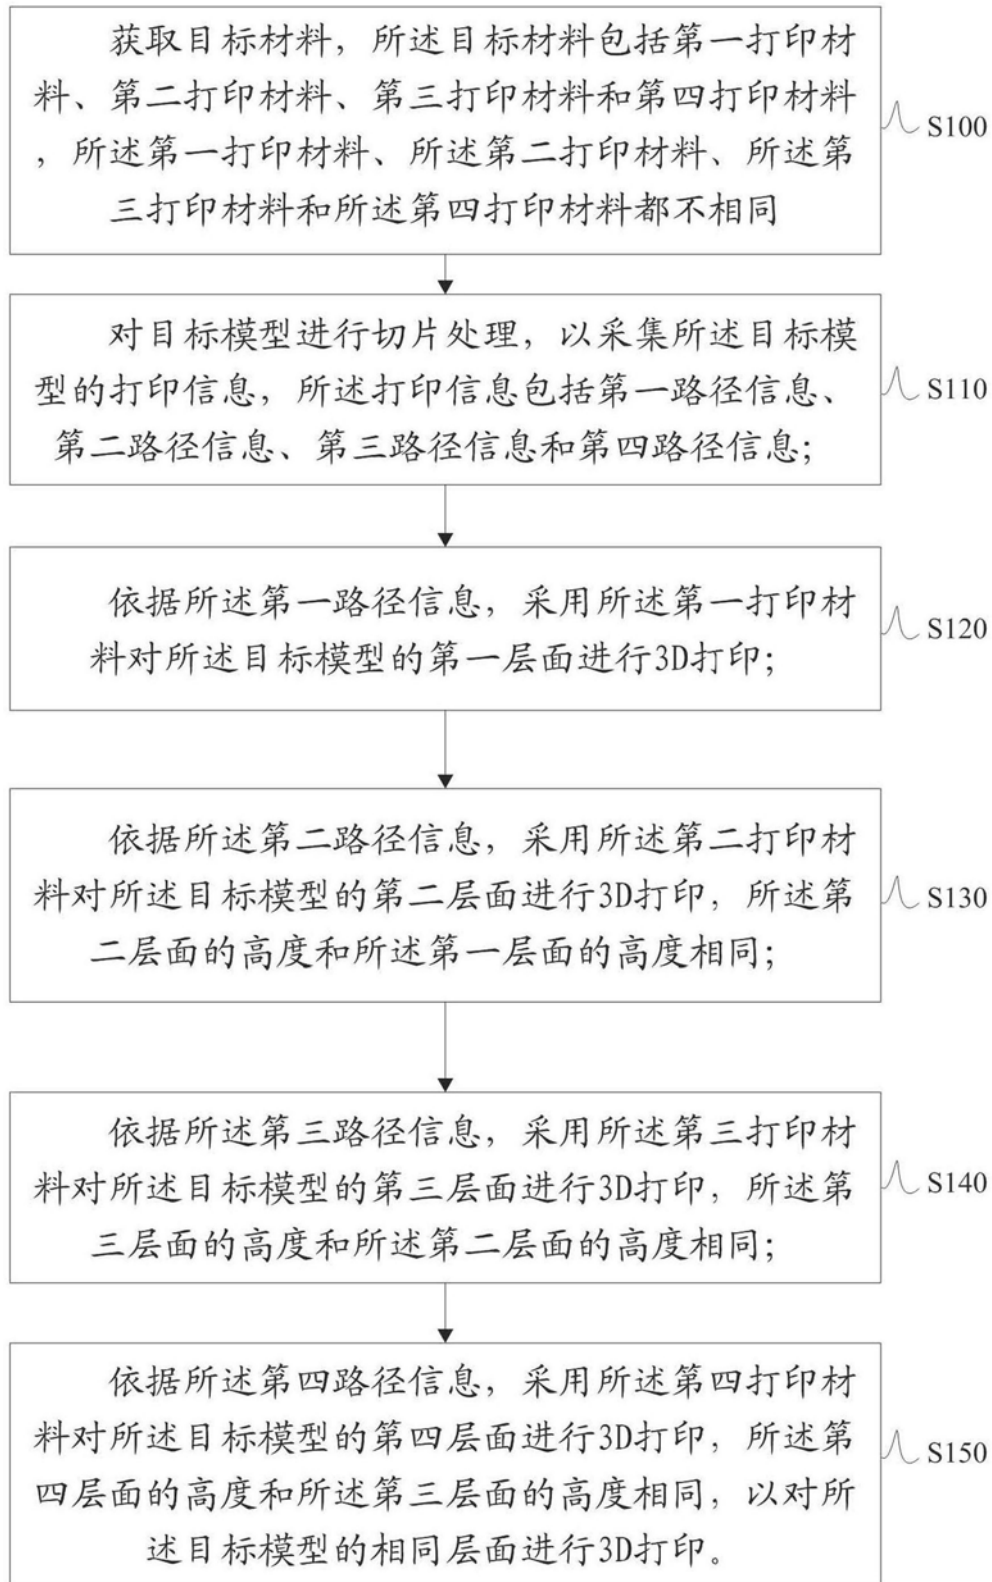 获取目标材料，所述目标材料包括第一打印材
料、第二打印材料、第三打印材料和第四打印材料
，所述第一打印材料、所述第二打印材料、所述第
三打印材料和所述第四打印材料都不相同
S100
对目标模型进行切片处理，以采集所述目标模
型的打印信息，所述打印信息包括第一路径信息、
第二路径信息、第三路径信息和第四路径信息；
S110
依据所述第一路径信息，采用所述第一打印材
料对所述目标模型的第一层面进行3D打印；
S120
依据所述第二路径信息，采用所述第二打印材
料对所述目标模型的第二层面进行3D打印，所述第
二层面的高度和所述第一层面的高度相同；
S130
依据所述第三路径信息，采用所述第三打印材
料对所述目标模型的第三层面进行3D打印，所述第
三层面的高度和所述第二层面的高度相同；
S140
依据所述第四路径信息，采用所述第四打印材
料对所述目标模型的第四层面进行3D打印，所述第
四层面的高度和所述第三层面的高度相同，以对所
述目标模型的相同层面进行3D打印。
S150